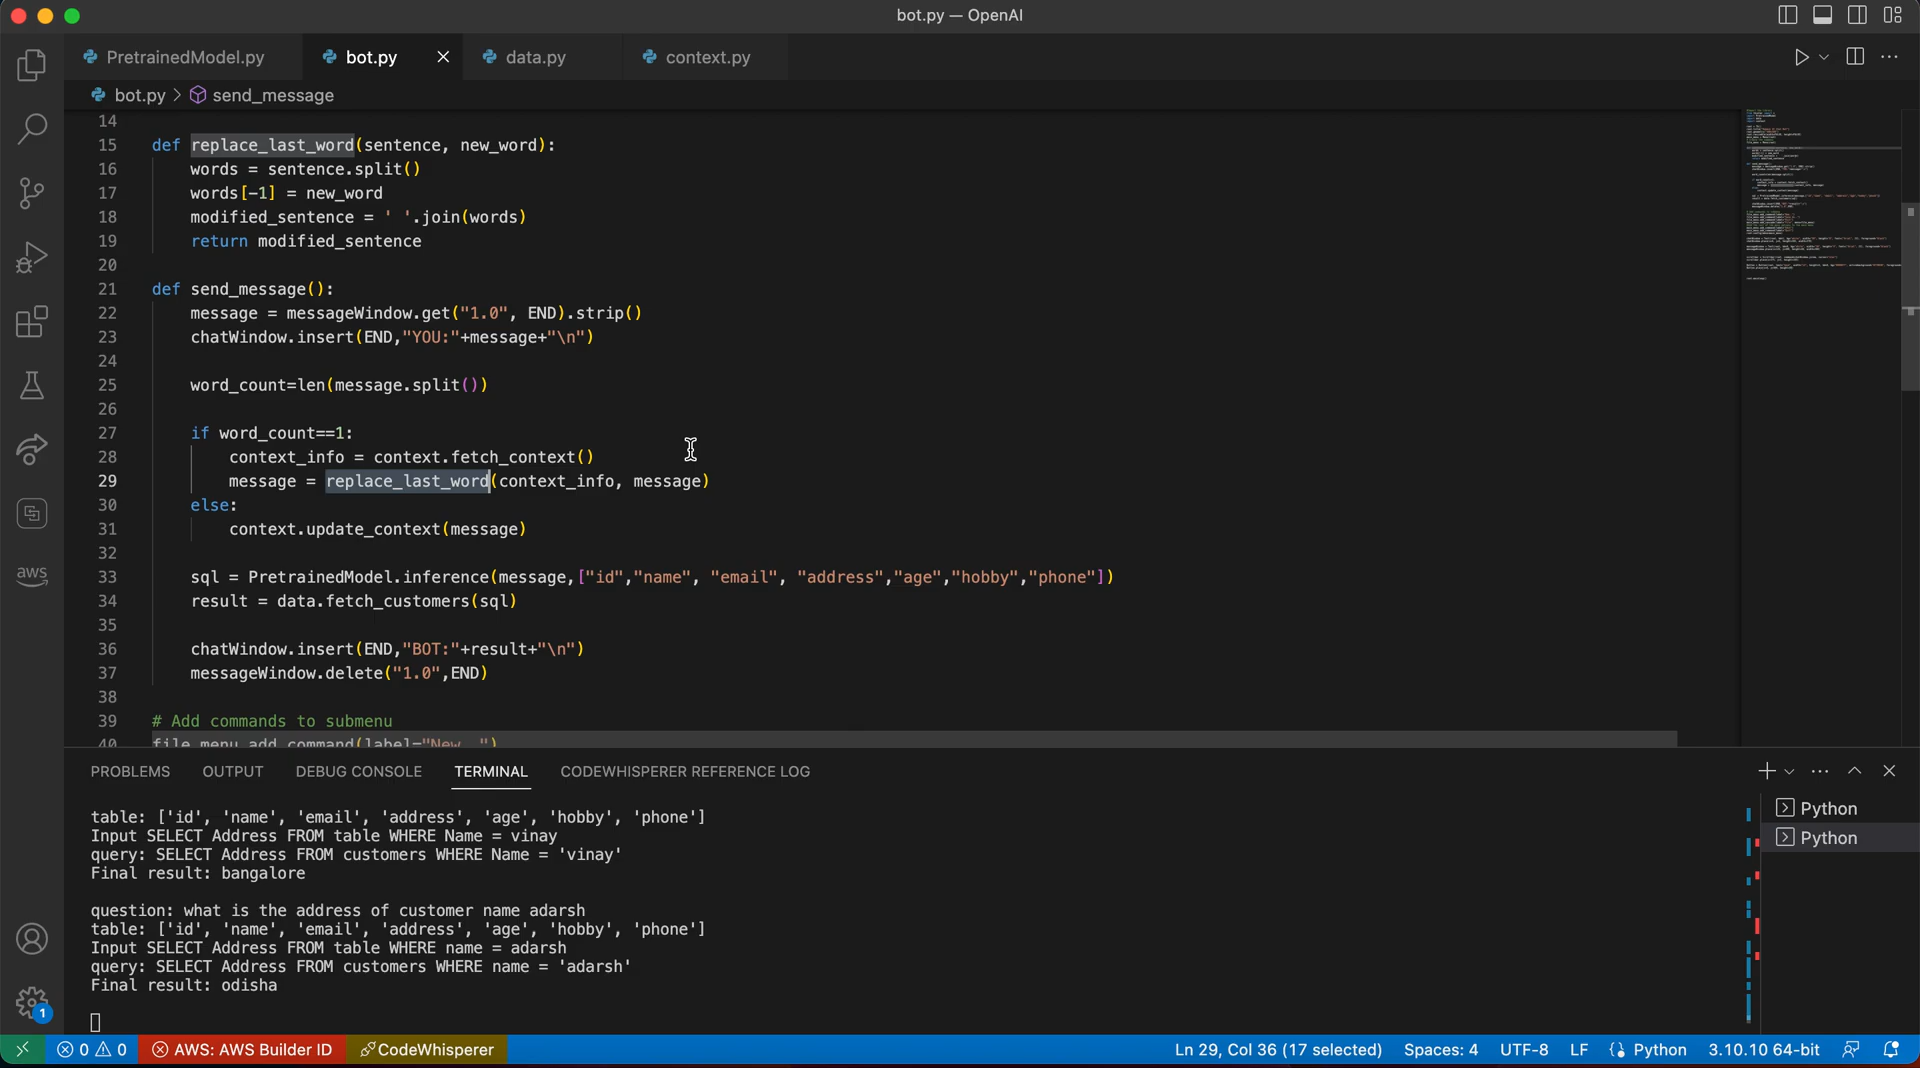 bot.py — OpenAI
PretrainedModel.py
bot.py
data.py
context.py
bot.py > send_message
14
15 def replace_last_word(sentence, new_word):
16 words = sentence.split()
17 words[-1] = new_word
18 modified_sentence = ' '.join(words)
19 return modified_sentence
20
21 def send_message():
22 message = messageWindow.get("1.0", END).strip()
23 chatWindow.insert(END,"YOU:"+message+"\n")
24
25 word_count=len(message.split())
26
27 if word_count==1:
28 context_info = context.fetch_context()
29 message = replace_last_word(context_info, message)
30 else:
31 context.update_context(message)
32
33 sql = PretrainedModel.inference(message,["id","name", "email", "address","age","hobby","phone"])
34 result = data.fetch_customers(sql)
35
36 chatWindow.insert(END,"BOT:"+result+"\n")
37 messageWindow.delete("1.0",END)
38
39 # Add commands to submenu
40 file_menu.add_command(label="New..")
PROBLEMS OUTPUT DEBUG CONSOLE TERMINAL CODEWHISPERER REFERENCE LOG
table: ['id', 'name', 'email', 'address', 'age', 'hobby', 'phone']
Input SELECT Address FROM table WHERE Name = vinay
query: SELECT Address FROM customers WHERE Name = 'vinay'
Final result: bangalore
question: what is the address of customer name adarsh
table: ['id', 'name', 'email', 'address', 'age', 'hobby', 'phone']
Input SELECT Address FROM table WHERE name = adarsh
query: SELECT Address FROM customers WHERE name = 'adarsh'
Final result: odisha
Python
Python
aws
1
0 0 AWS: AWS Builder ID CodeWhisperer Ln 29, Col 36 (17 selected) Spaces: 4 UTF-8 LF Python 3.10.10 64-bit